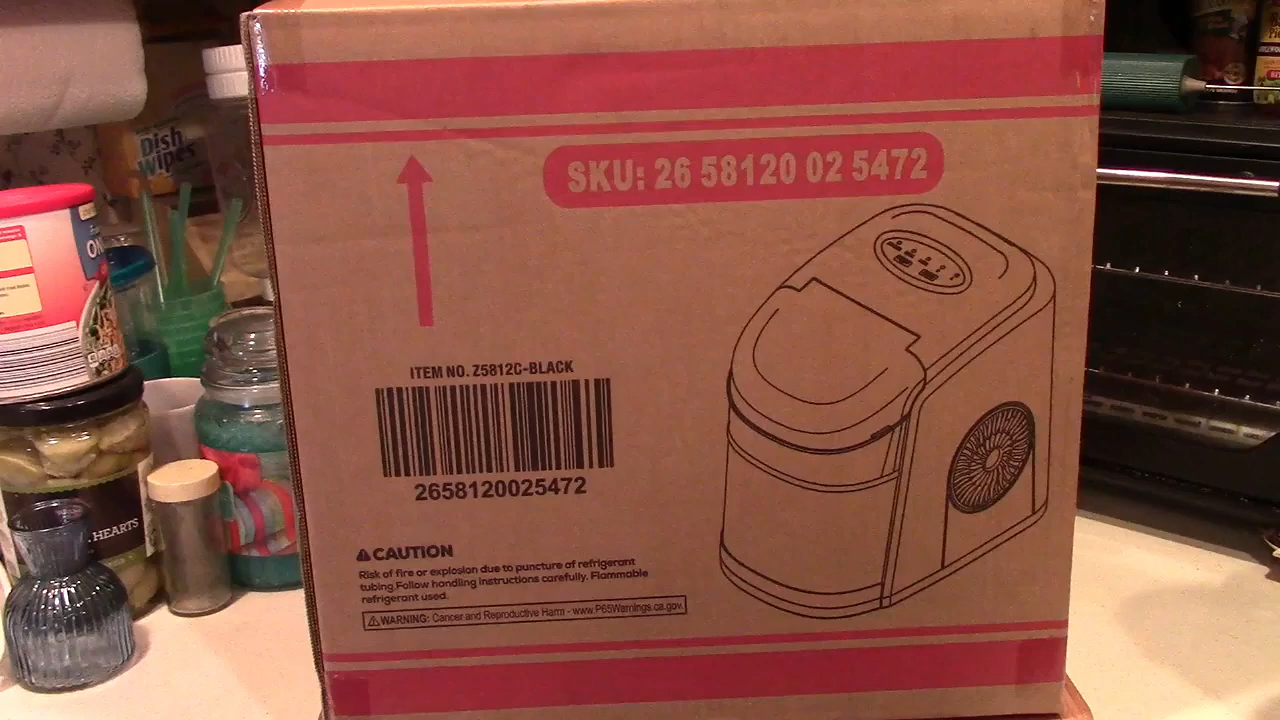 SKU: 26 58120 02 5472
ITEM NO. Z5812C-BLACK
2658120025472
CAUTION
Risk of fire or explosion due to puncture of refrigerant
tubing.Follow handling instructions carefully. Flammable
refrigerant used.
WARNING: Cancer and Reproductive Harm - www.P65Warnings.ca.gov.
Dish
Wipes
ON
HEARTS